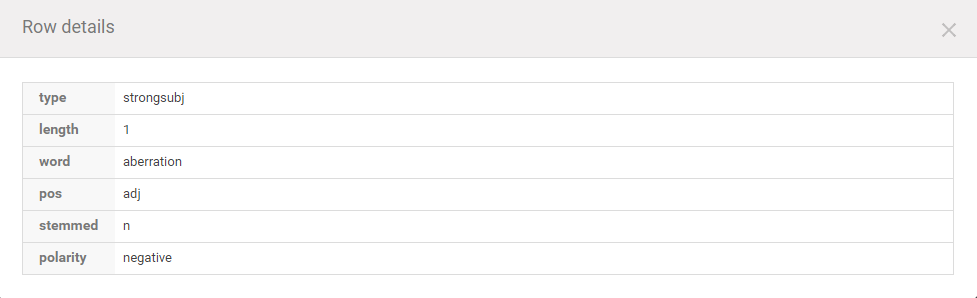 Row details
type strongsubj
length 1
word aberration
pos adj
stemmed n
polarity negative